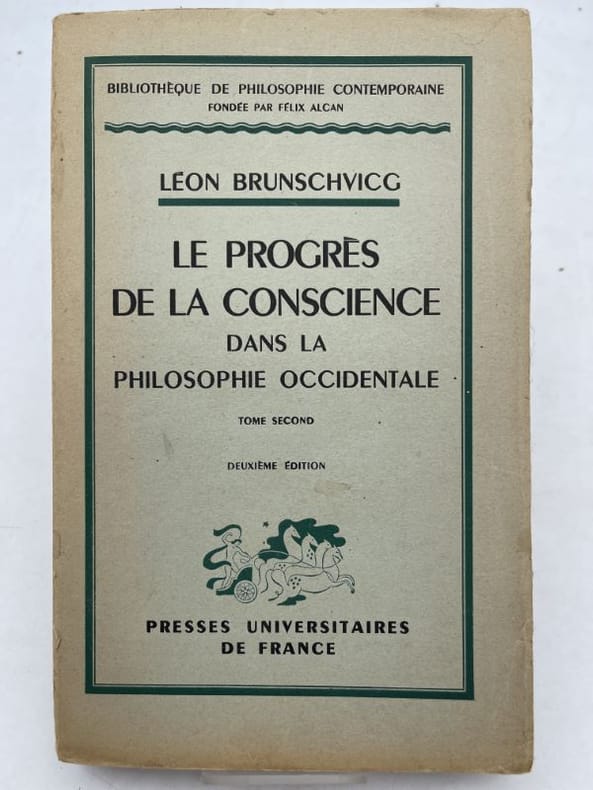 BIBLIOTHÈQUE DE PHILOSOPHIE CONTEMPORAINE
FONDÉE PAR FÉLIX ALCAN
LÉON BRUNSCHVICG
LE PROGRÈS
DE LA CONSCIENCE
DANS LA
PHILOSOPHIE OCCIDENTALE
TOME SECOND
DEUXIÈME ÉDITION
PRESSES UNIVERSITAIRES
DE FRANCE